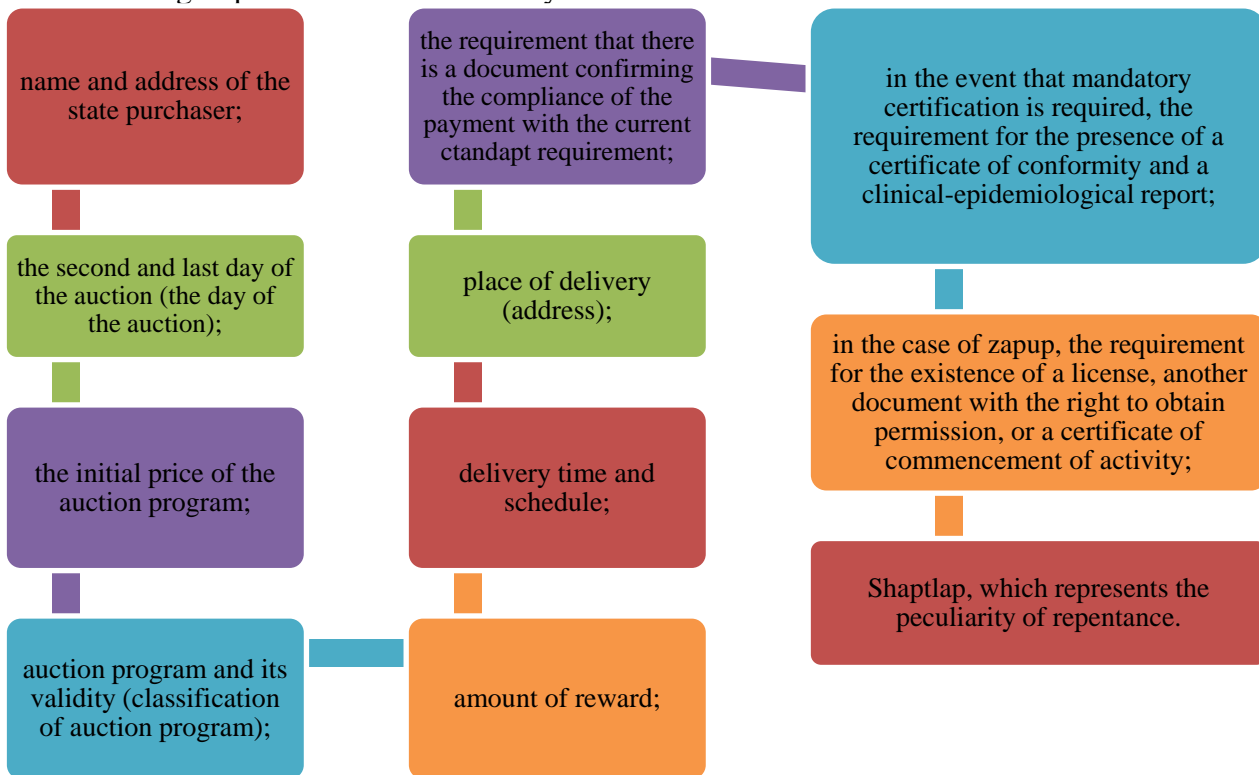 name and address of the
state purchaser;
the second and last day of
the auction (the day of
the auction);
the initial price of the
auction program;
auction program and its
validity (classification
of auction program);
amount of reward;
delivery time and
schedule;
place of delivery
(address);
the requirement that there
is a document confirming
the compliance of the
payment with the current
ctandapt requirement;
in the event that mandatory
certification is required, the
requirement for the presence of a
certificate of conformity and a
clinical-epidemiological report;
in the case of zapup, the requirement
for the existence of a license, another
document with the right to obtain
permission, or a certificate of
commencement of activity;
Shaptlap, which represents the
peculiarity of repentance.